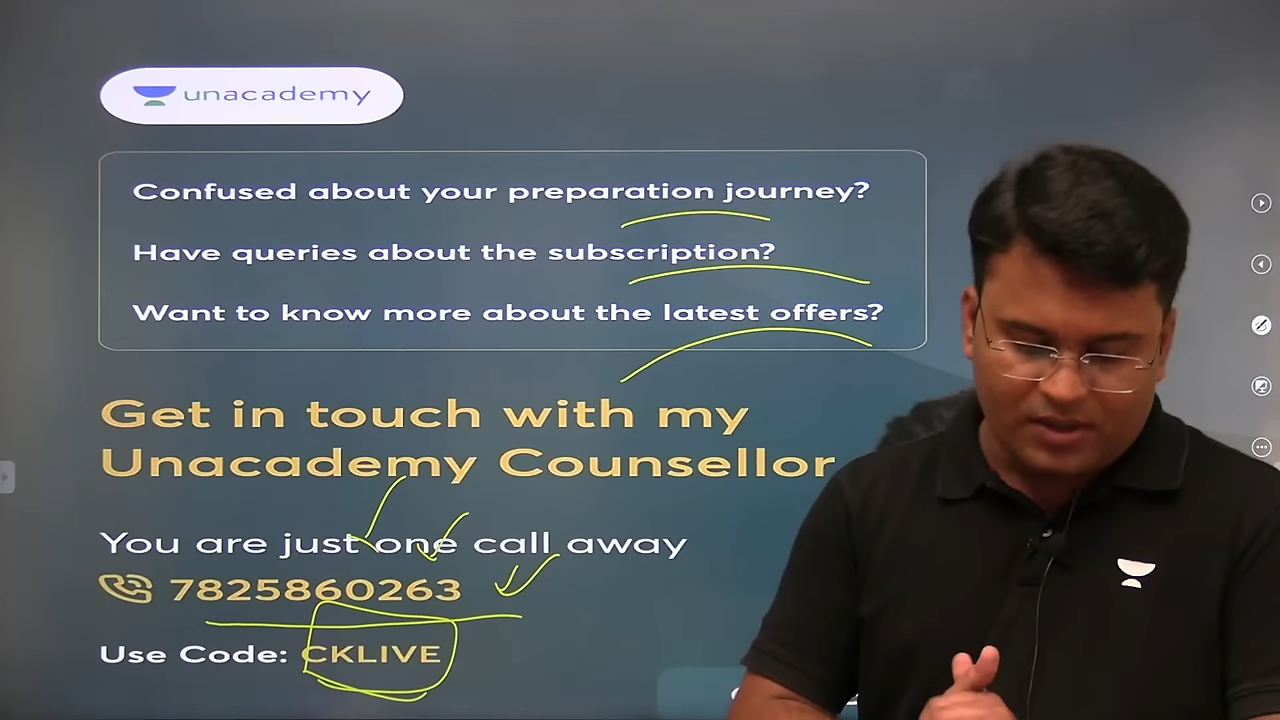 unacademy
Confused about your preparation journey?
Have queries about the subscription?
Want to know more about the latest offers?
Get in touch with my
Unacademy Counsellor
You are just one call away
7825860263
Use Code: CKLIVE